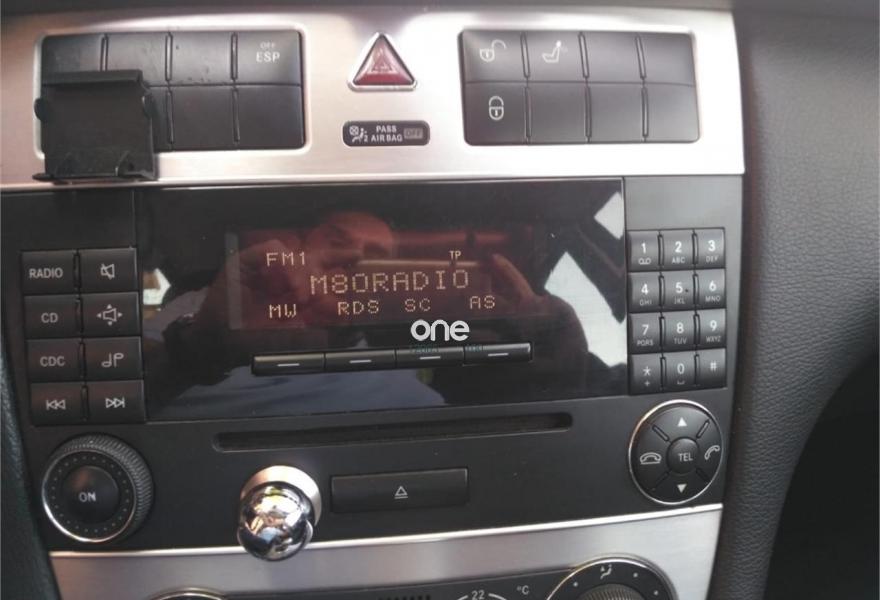 OFF
ESP
PASS
AIR BAG OFF
2
FM1 TP
M80RADIO
MW RDS SC AS
one
RADIO
CD
CDC
ON
1 2 ABC 3 DEF
4 GHI 5 JKL 6 MNO
7 PQRS 8 TUV 9 WXYZ
* + 0 #
TEL
22 °C